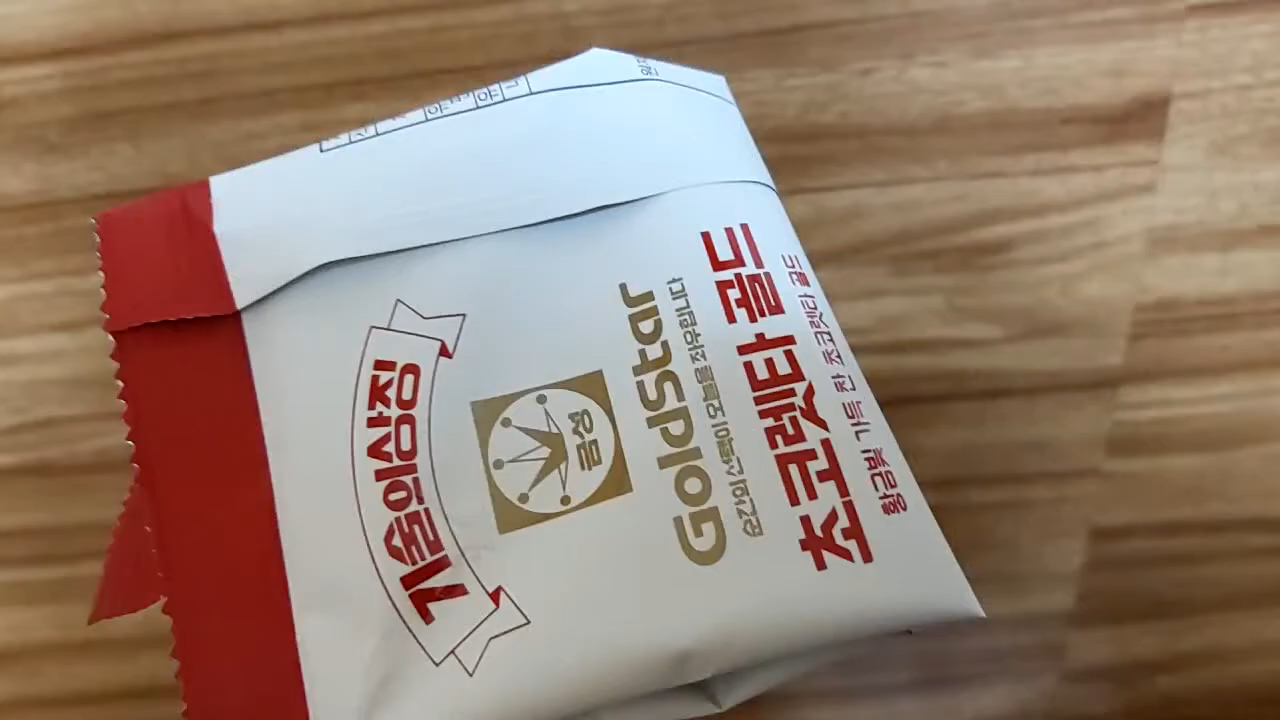 기술의상징
금성
GoldStar
순간의 선택이 오늘을 좌우합니다
초코렛타 골드
황금빛 가득 찬 초코렛타 골드